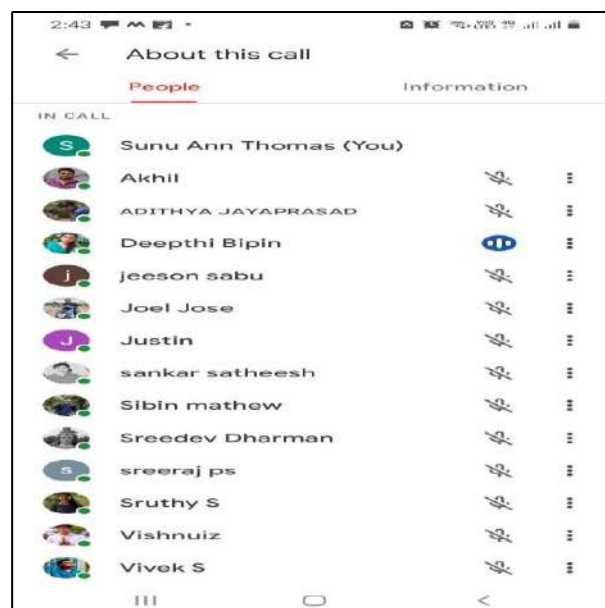 2:43
About this call
People Information
IN CALL
S Sunu Ann Thomas (You)
Akhil
ADITHYA JAYAPRASAD
Deepthi Bipin
j jeeson sabu
Joel Jose
J Justin
sankar satheesh
Sibin mathew
Sreedev Dharman
s sreeraj ps
Sruthy S
Vishnuiz
Vivek S